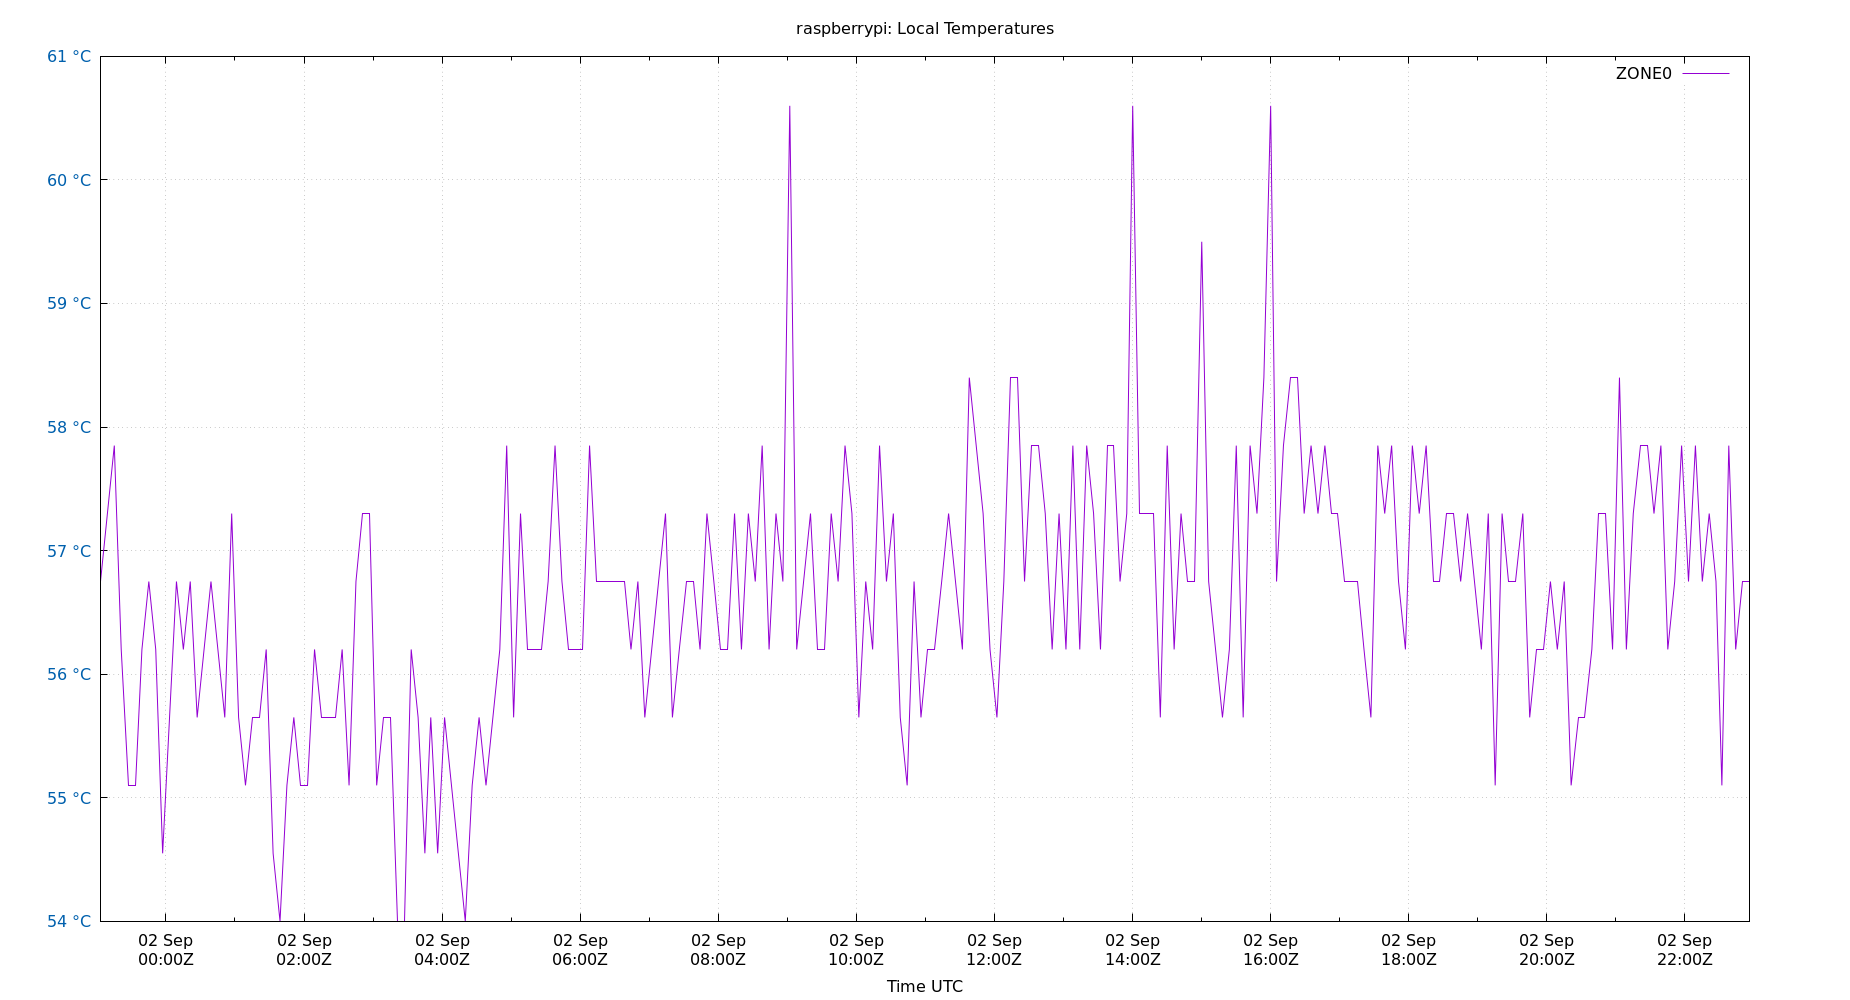 raspberrypi: Local Temperatures
61 °C
ZONE0
60 °C
59 °C
58 °C
57 °C
56 °C
55 °C
54 °C
02 Sep 02 Sep 02 Sep 02 Sep 02 Sep 02 Sep 02 Sep 02 Sep 02 Sep 02 Sep 02 Sep 02 Sep
00:00Z 02:00Z 04:00Z 06:00Z 08:00Z 10:00Z 12:00Z 14:00Z 16:00Z 18:00Z 20:00Z 22:00Z
Time UTC